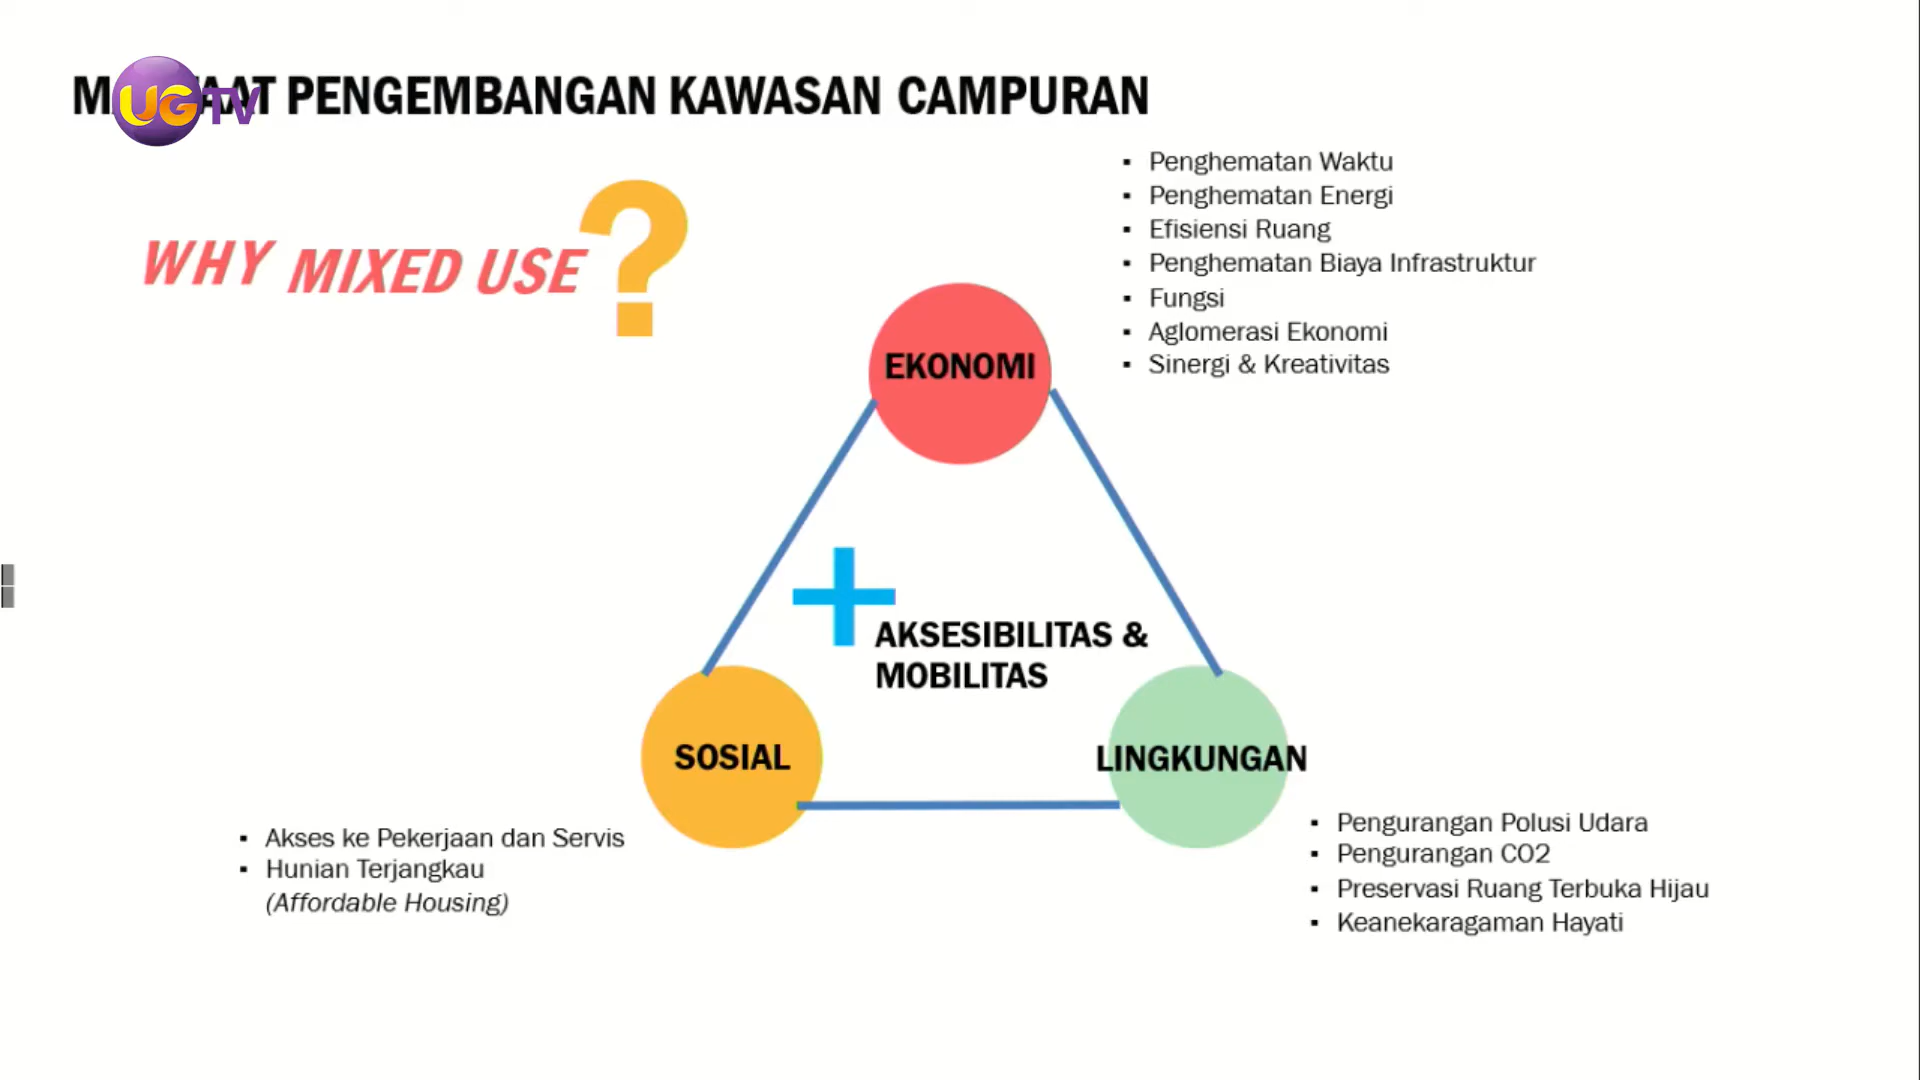 PENGEMBANGAN KAWASAN CAMPURAN
UGTV
WHY MIXED USE?
▪ Penghematan Waktu
▪ Penghematan Energi
▪ Efisiensi Ruang
▪ Penghematan Biaya Infrastruktur
▪ Fungsi
▪ Aglomerasi Ekonomi
▪ Sinergi & Kreativitas
EKONOMI
+
AKSESIBILITAS &
MOBILITAS
SOSIAL
LINGKUNGAN
▪ Akses ke Pekerjaan dan Servis
▪ Hunian Terjangkau
(Affordable Housing)
▪ Pengurangan Polusi Udara
▪ Pengurangan CO2
▪ Preservasi Ruang Terbuka Hijau
▪ Keanekaragaman Hayati